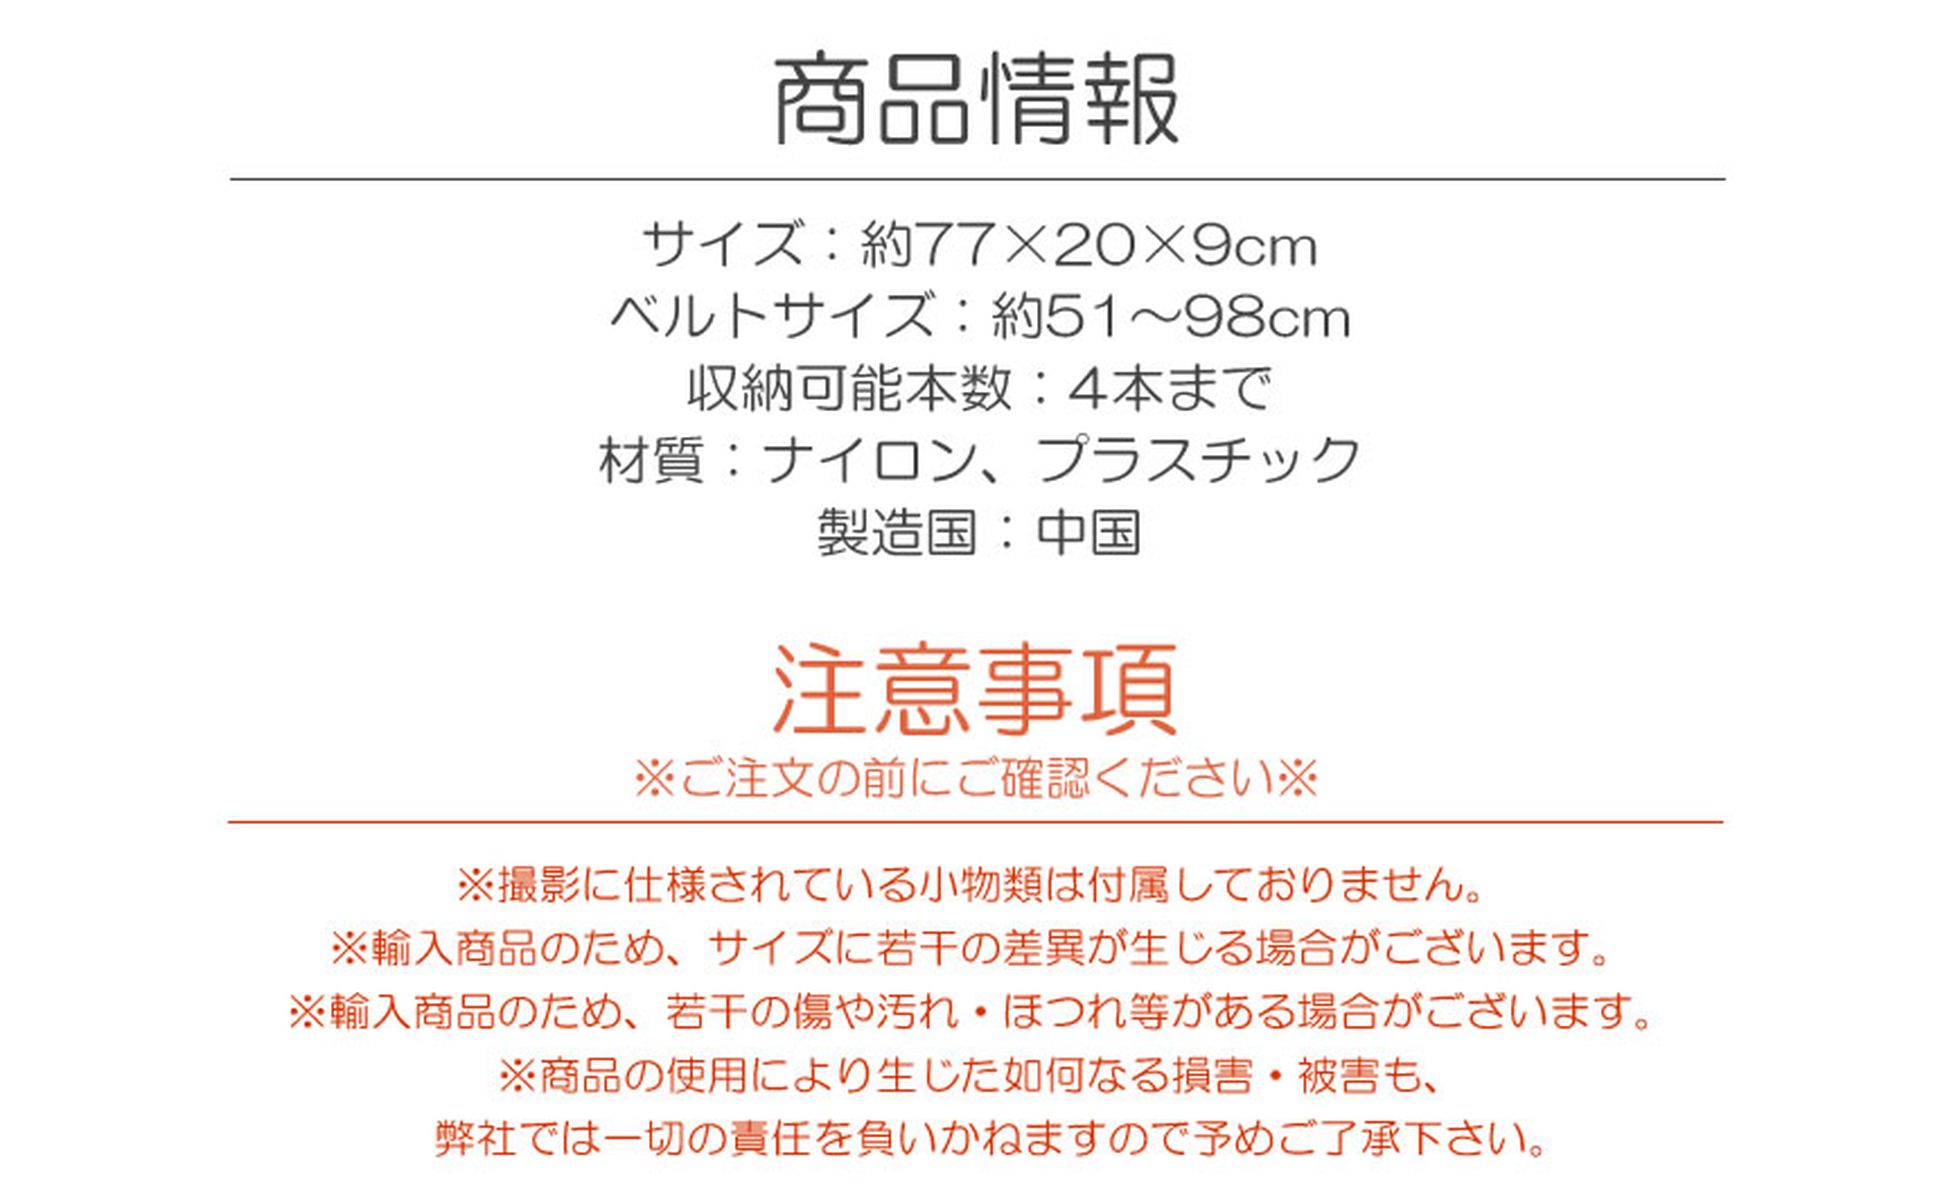 商品情報
サイズ：約77×20×9cm
ベルトサイズ：約51〜98cm
収納可能本数：4本まで
材質：ナイロン、プラスチック
製造国：中国
注意事項
※ご注文の前にご確認ください※
※撮影に仕様されている小物類は付属しておりません。
※輸入商品のため、サイズに若干の差異が生じる場合がございます。
※輸入商品のため、若干の傷や汚れ・ほつれ等がある場合がございます。
※商品の使用により生じた如何なる損害・被害も、
弊社では一切の責任を負いかねますので予めご了承下さい。